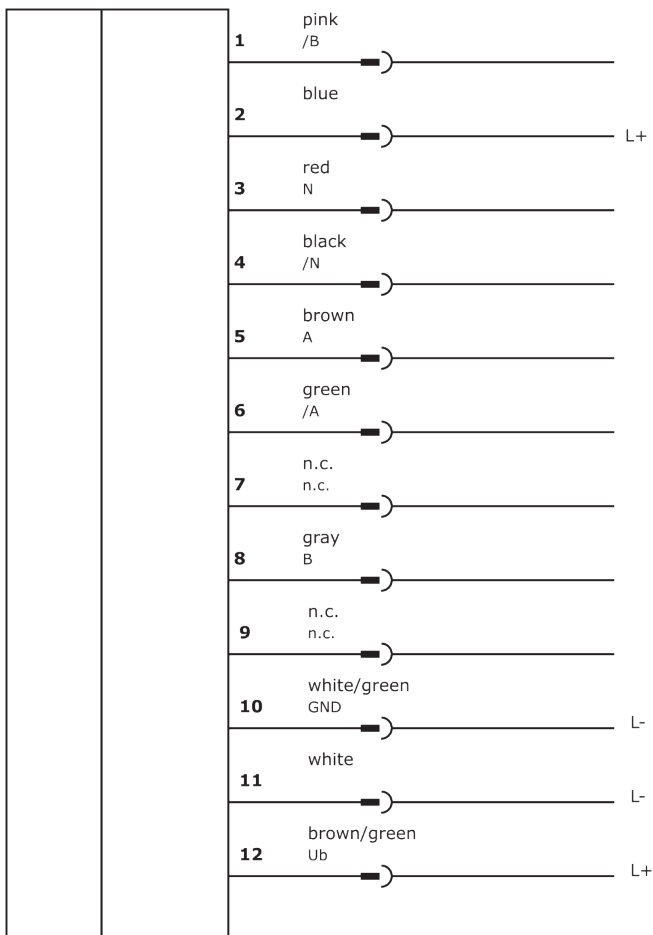 pink
1 /B
blue
2
L+
red
3 N
black
4 /N
brown
5 A
green
6 /A
n.c.
7 n.c.
gray
8 B
n.c.
9 n.c.
white/green
10 GND
L-
white
11
L-
brown/green
12 Ub
L+